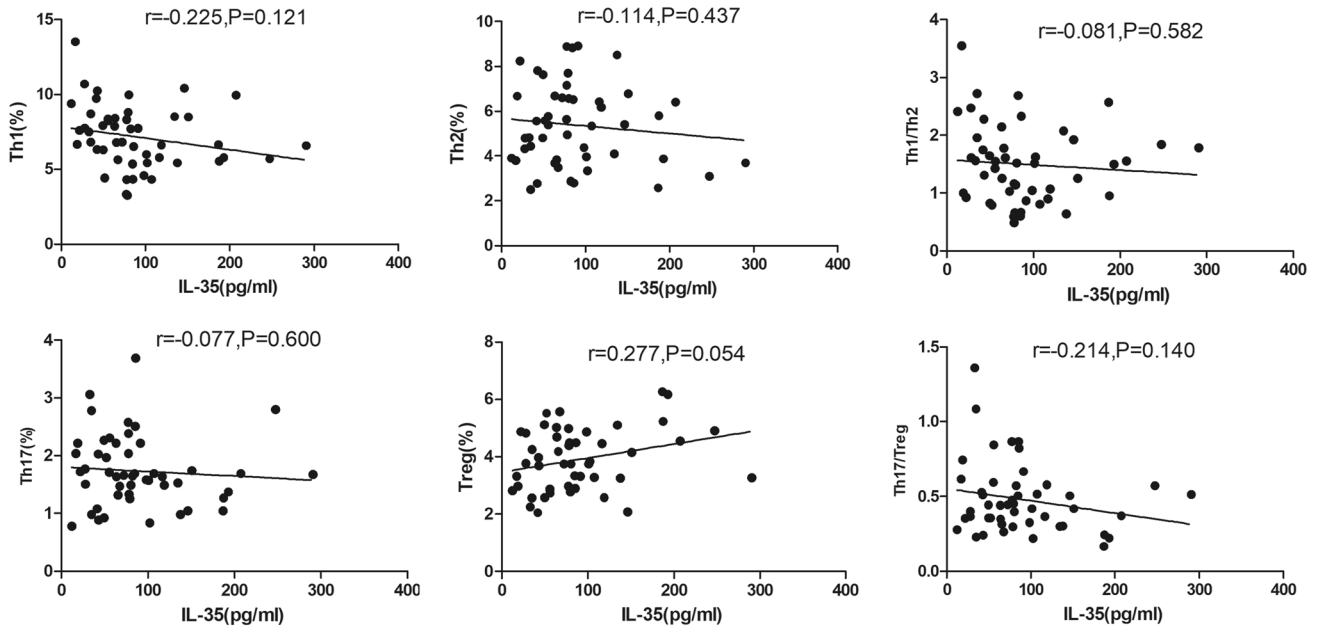 r=-0.225,P=0.121
15
10
5
0
Th1(%)
0 100 200 300 400
IL-35(pg/ml)
r=-0.114,P=0.437
10
8
6
4
2
0
Th2(%)
0 100 200 300 400
IL-35(pg/ml)
r=-0.081,P=0.582
4
3
2
1
0
Th1/Th2
0 100 200 300 400
IL-35(pg/ml)
r=-0.077,P=0.600
4
3
2
1
0
Th17(%)
0 100 200 300 400
IL-35(pg/ml)
r=0.277,P=0.054
8
6
4
2
0
Treg(%)
0 100 200 300 400
IL-35(pg/ml)
r=-0.214,P=0.140
1.5
1.0
0.5
0.0
Th17/Treg
0 100 200 300 400
IL-35(pg/ml)